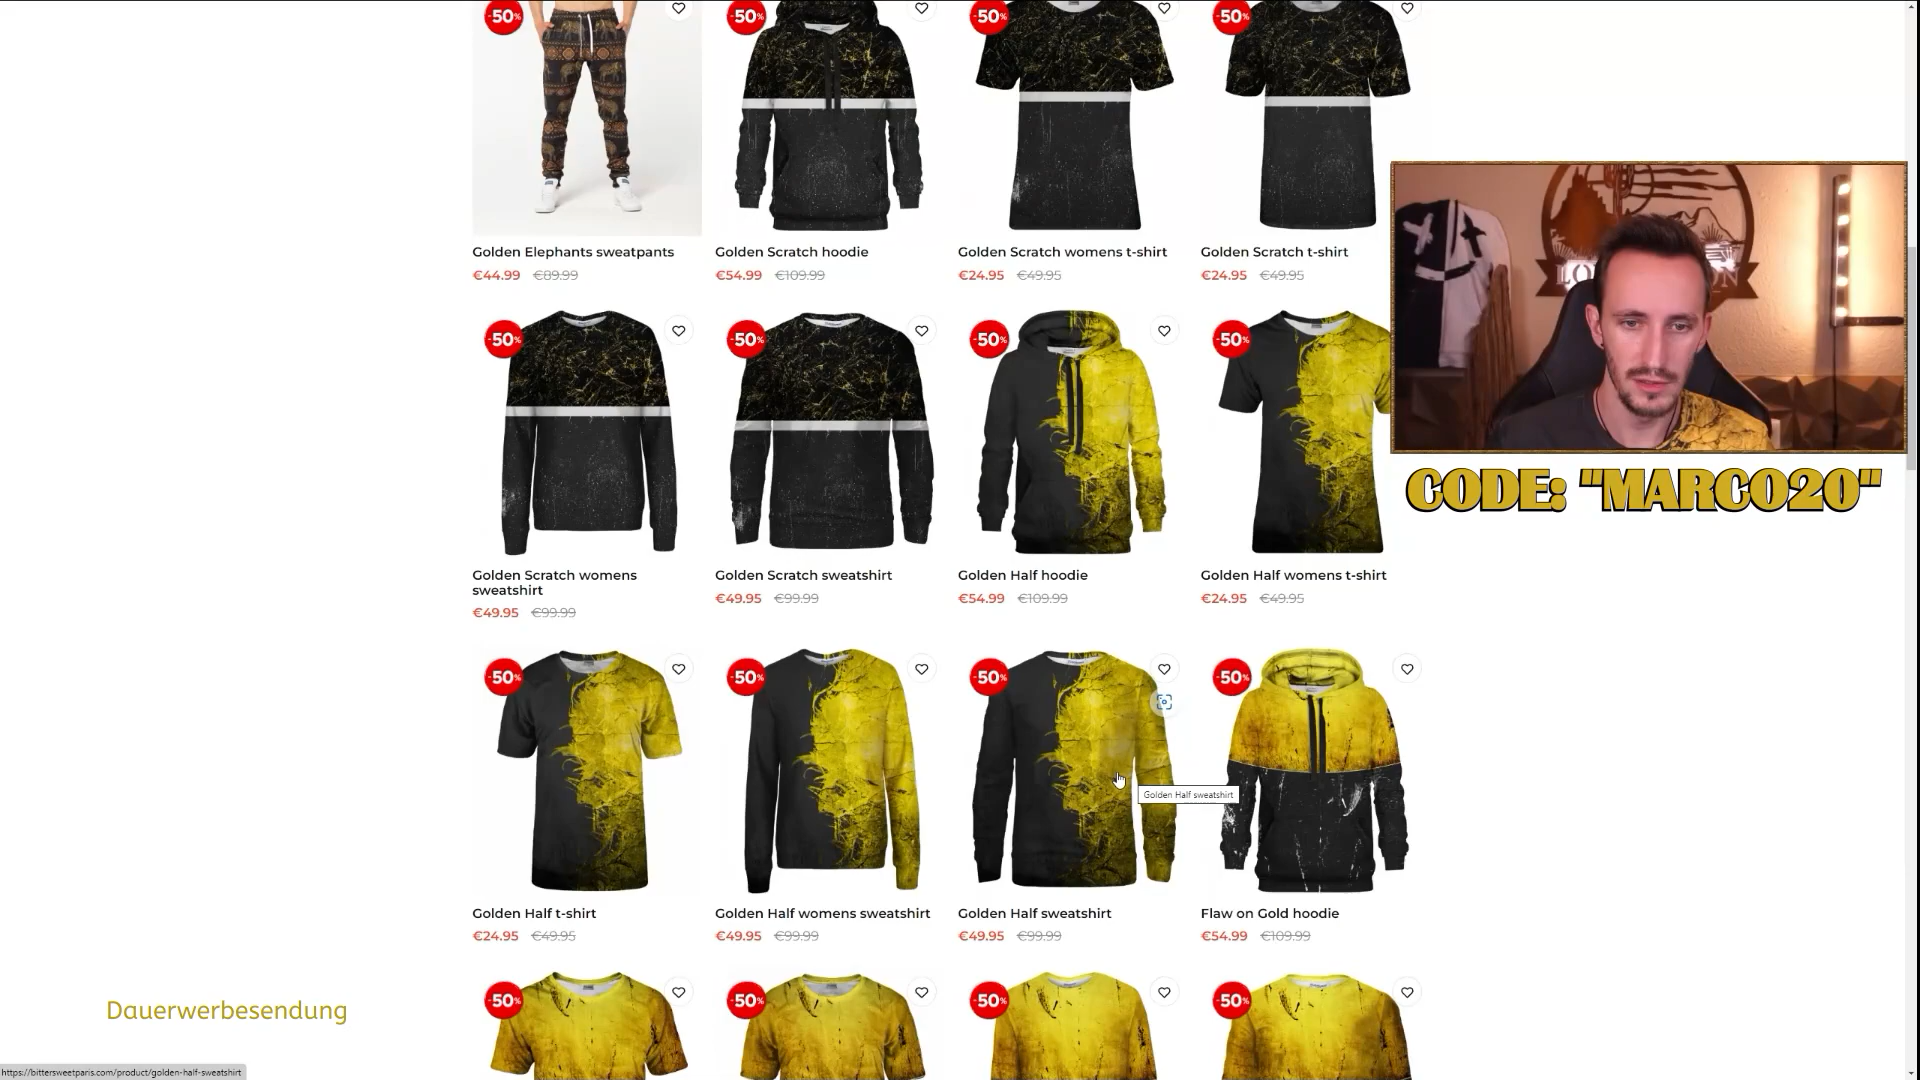 -50%
-50%
-50%
-50%
Golden Elephants sweatpants
€44.99 €89.99
Golden Scratch hoodie
€54.99 €109.99
Golden Scratch womens t-shirt
€24.95 €49.95
Golden Scratch t-shirt
€24.95 €49.95
-50%
-50%
-50%
-50%
CODE: "MARCO20"
Golden Scratch womens
sweatshirt
€49.95 €99.99
Golden Scratch sweatshirt
€49.95 €99.99
Golden Half hoodie
€54.99 €109.99
Golden Half womens t-shirt
€24.95 €49.95
-50%
-50%
-50%
-50%
Golden Half sweatshirt
Golden Half t-shirt
€24.95 €49.95
Golden Half womens sweatshirt
€49.95 €99.99
Golden Half sweatshirt
€49.95 €99.99
Flaw on Gold hoodie
€54.99 €109.99
-50%
-50%
-50%
-50%
Dauerwerbesendung
https://bittersweetparis.com/product/golden-half-sweatshirt